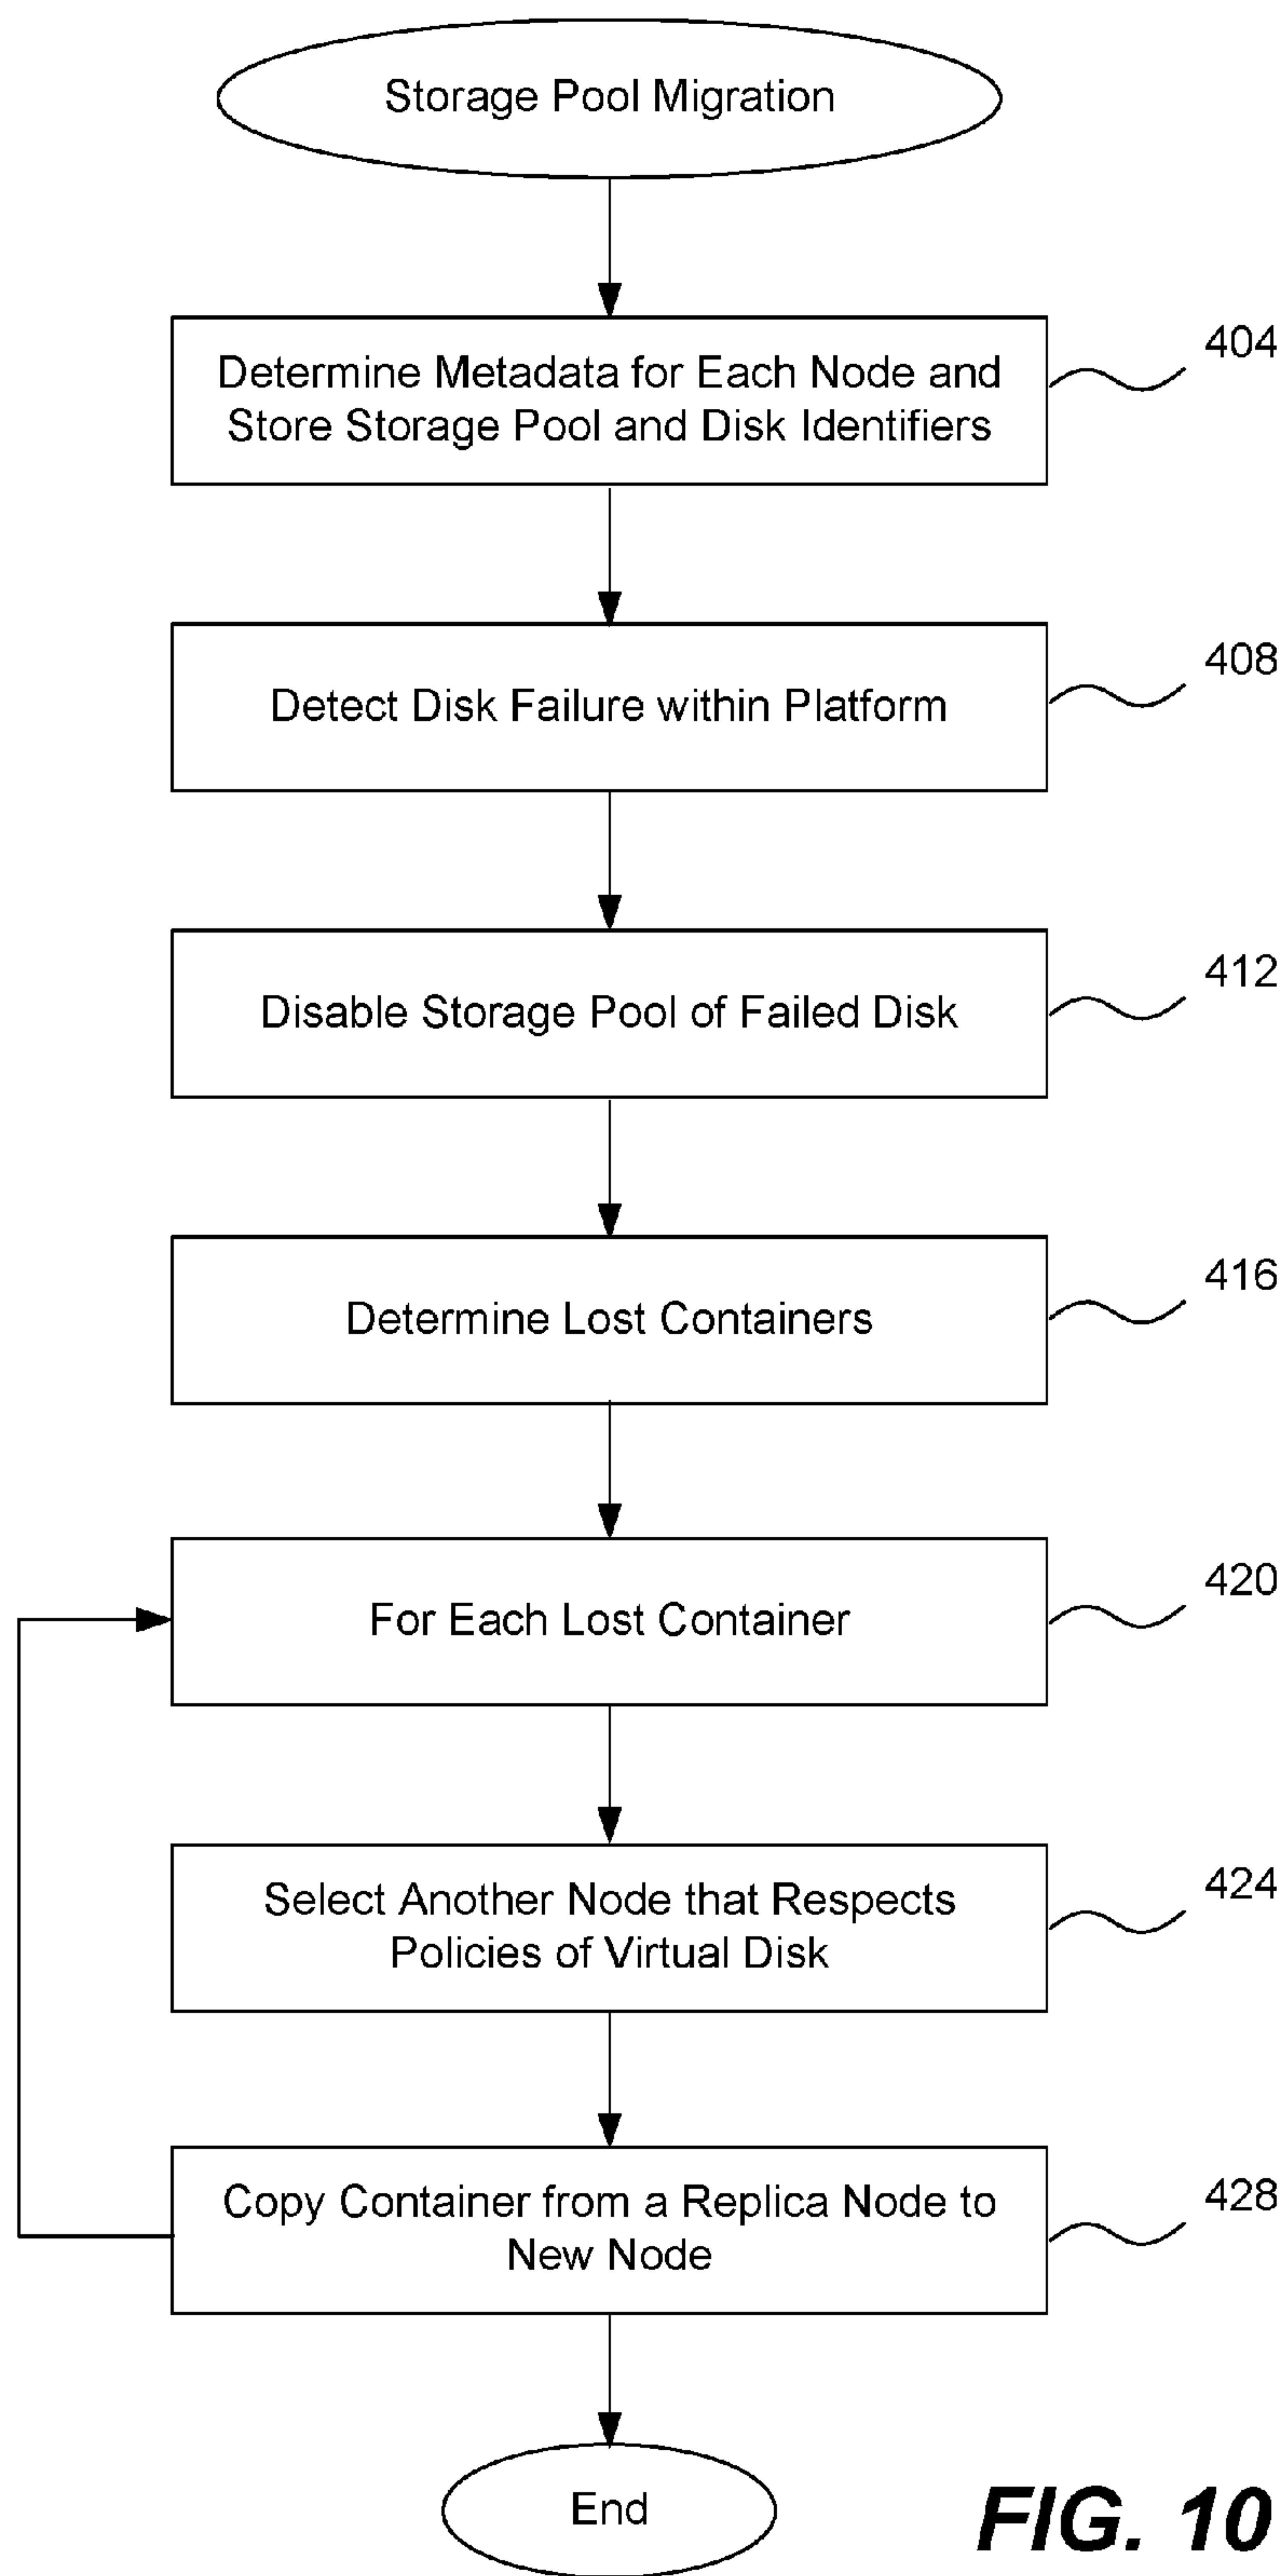 Storage Pool Migration
Determine Metadata for Each Node and
Store Storage Pool and Disk Identifiers
404
Detect Disk Failure within Platform
408
Disable Storage Pool of Failed Disk
412
Determine Lost Containers
416
For Each Lost Container
420
Select Another Node that Respects
Policies of Virtual Disk
424
Copy Container from a Replica Node to
New Node
428
End
FIG. 10